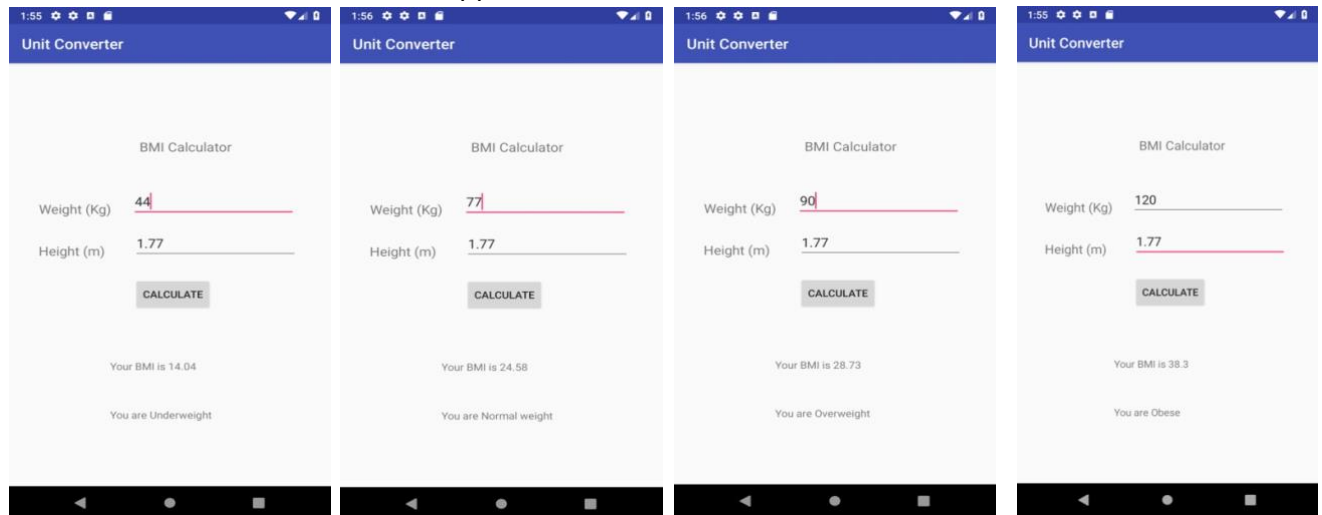 1:55
Unit Converter
BMI Calculator
Weight (Kg) 44
Height (m) 1.77
CALCULATE
Your BMI is 14.04
You are Underweight
1:56
Unit Converter
BMI Calculator
Weight (Kg) 77
Height (m) 1.77
CALCULATE
Your BMI is 24.58
You are Normal weight
1:56
Unit Converter
BMI Calculator
Weight (Kg) 90
Height (m) 1.77
CALCULATE
Your BMI is 28.73
You are Overweight
1:55
Unit Converter
BMI Calculator
Weight (Kg) 120
Height (m) 1.77
CALCULATE
Your BMI is 38.3
You are Obese